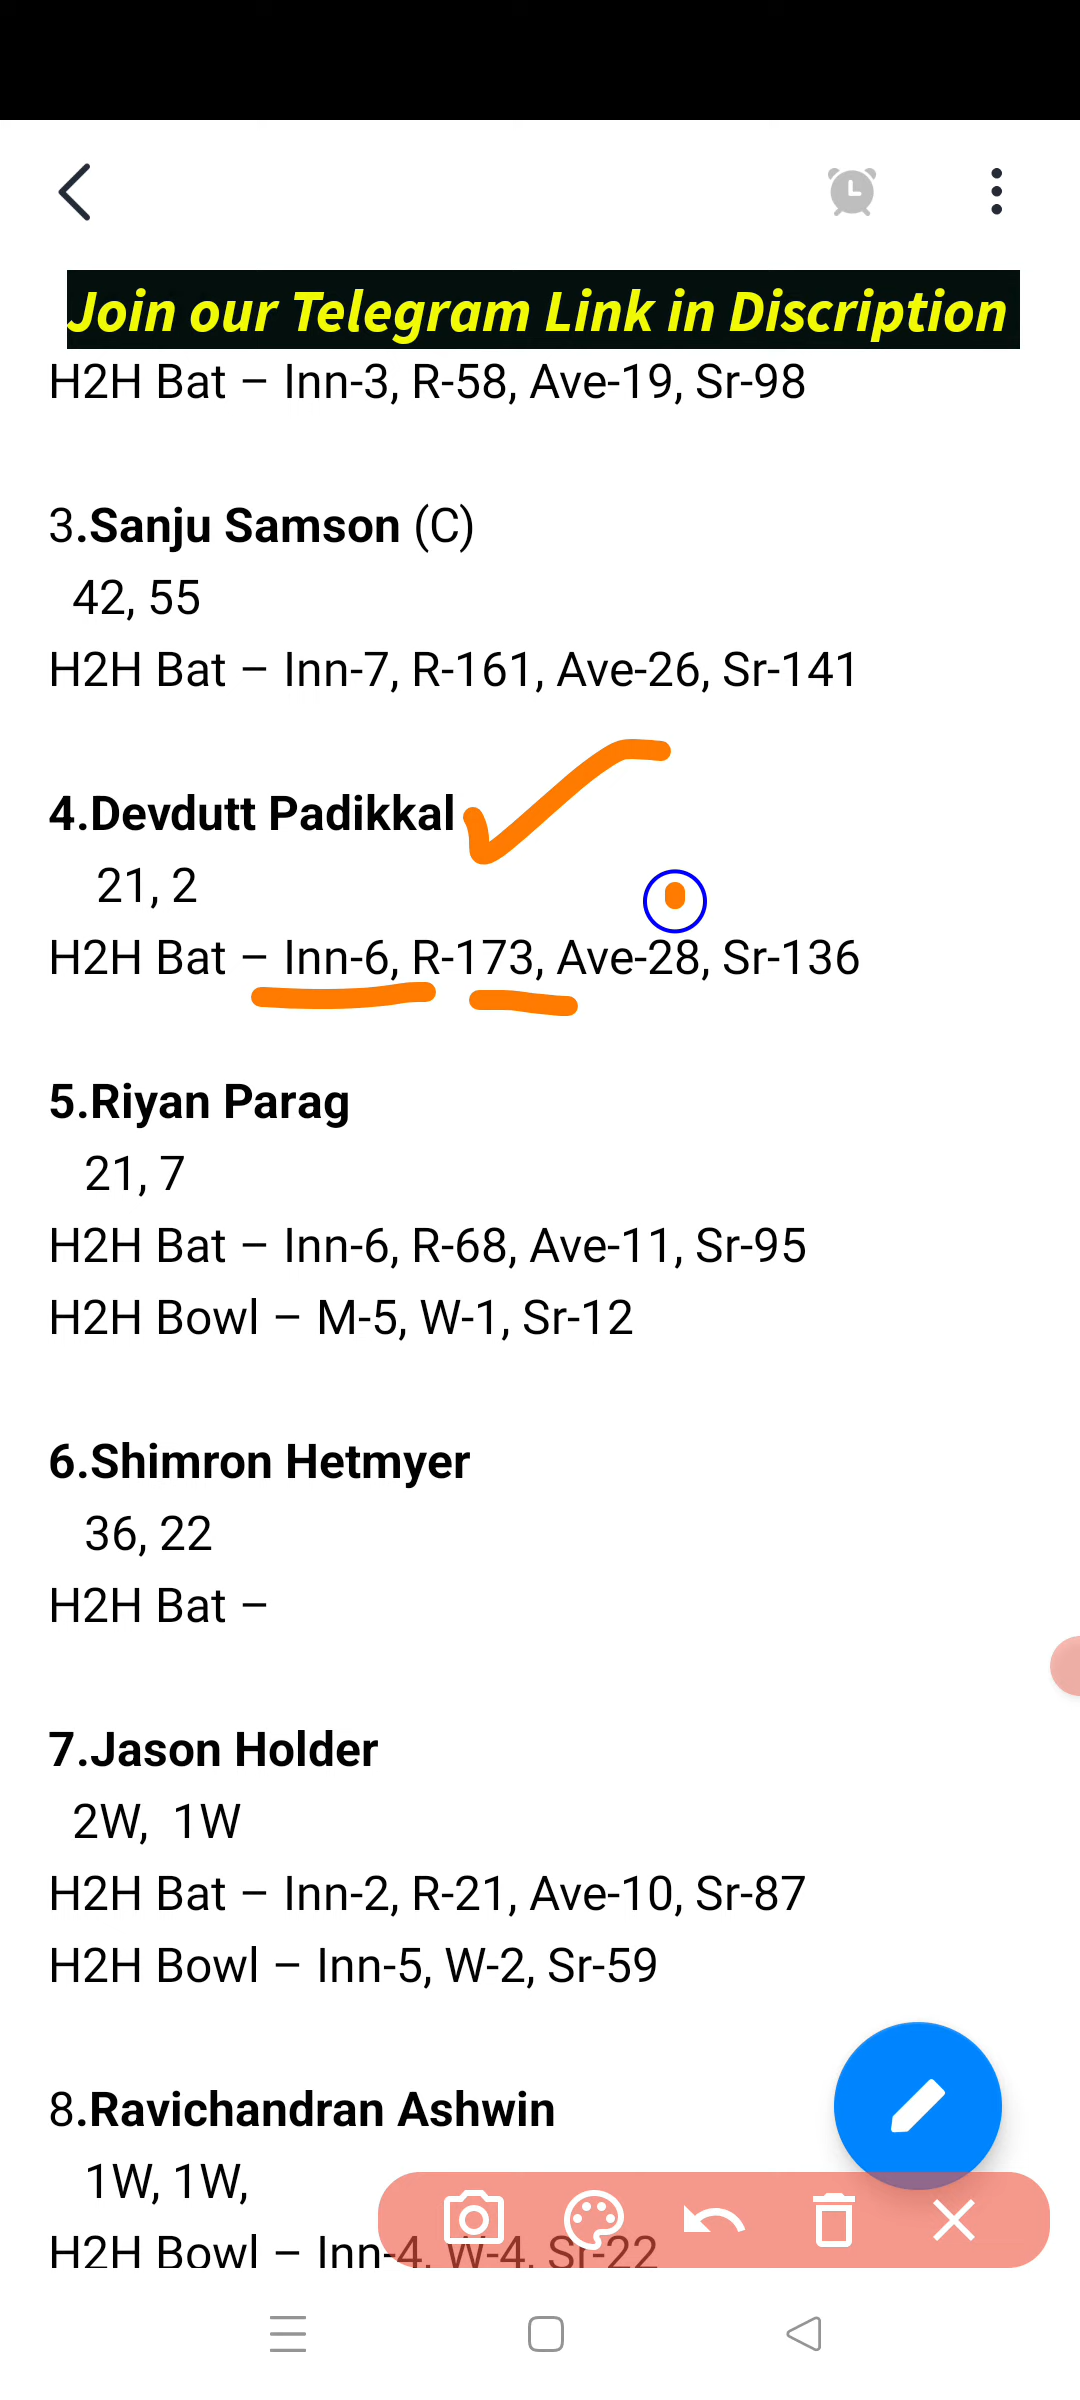 Join our Telegram Link in Discription
H2H Bat – Inn-3, R-58, Ave-19, Sr-98
3.Sanju Samson (C)
42, 55
H2H Bat – Inn-7, R-161, Ave-26, Sr-141
4.Devdutt Padikkal
21, 2
H2H Bat – Inn-6, R-173, Ave-28, Sr-136
5.Riyan Parag
21, 7
H2H Bat – Inn-6, R-68, Ave-11, Sr-95
H2H Bowl – M-5, W-1, Sr-12
6.Shimron Hetmyer
36, 22
H2H Bat –
7.Jason Holder
2W, 1W
H2H Bat – Inn-2, R-21, Ave-10, Sr-87
H2H Bowl – Inn-5, W-2, Sr-59
8.Ravichandran Ashwin
1W, 1W,
H2H Bowl – Inn-4, W-4, Sr-22